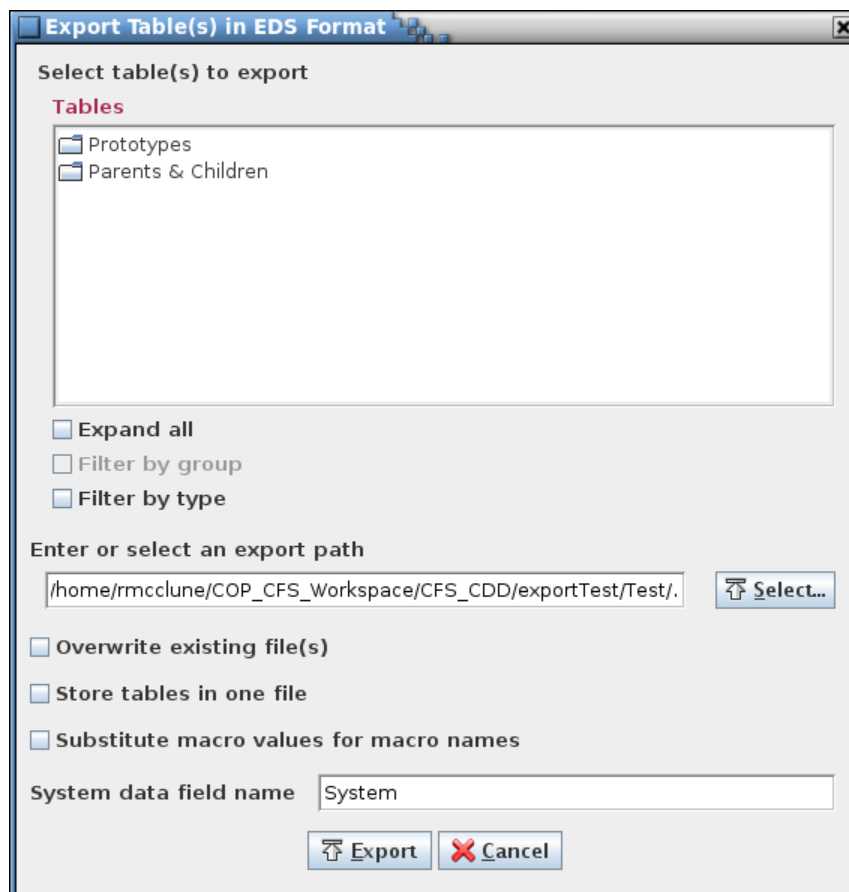 Export Table(s) in EDS Format
Select table(s) to export
Tables
Prototypes
Parents & Children
Expand all
Filter by group
Filter by type
Enter or select an export path
/home/rmcclune/COP_CFS_Workspace/CFS_CDD/exportTest/Test/.
Select...
Overwrite existing file(s)
Store tables in one file
Substitute macro values for macro names
System data field name System
Export Cancel